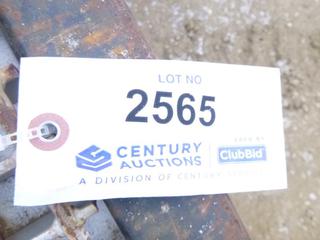 LOT NO
2565
CENTURY
AUCTIONS
ClubBid
A DIVISION OF CENTURY